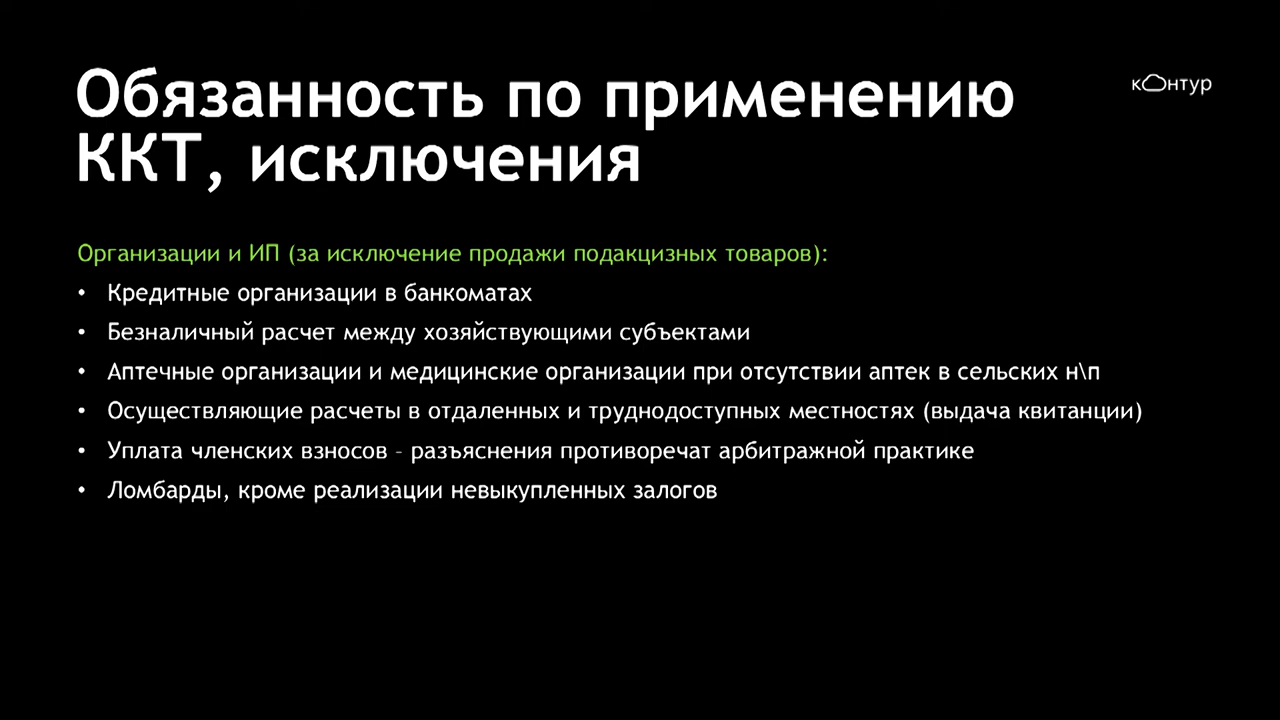 Обязанность по применению
ККТ, исключения
контур
Организации и ИП (за исключение продажи подакцизных товаров):
• Кредитные организации в банкоматах
• Безналичный расчет между хозяйствующими субъектами
• Аптечные организации и медицинские организации при отсутствии аптек в сельских н\п
• Осуществляющие расчеты в отдаленных и труднодоступных местностях (выдача квитанции)
• Уплата членских взносов – разъяснения противоречат арбитражной практике
• Ломбарды, кроме реализации невыкупленных залогов